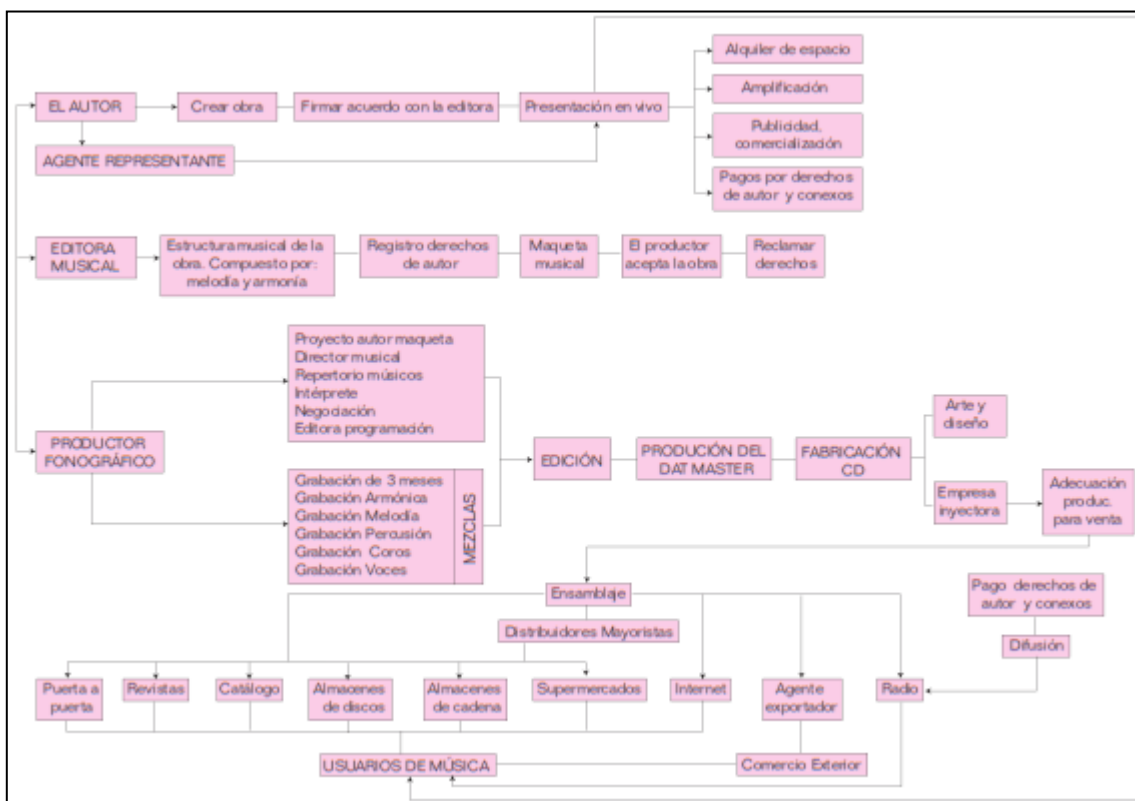 Alquiler de espacio
EL AUTOR
Crear obra
Firmar acuerdo con la editora
Presentación en vivo
Amplificación
Publicidad,
comercialización
AGENTE REPRESENTANTE
Pagos por derechos
de autor y conexos
EDITORA
MUSICAL
Estructura musical de la
obra. Compuesto por:
melodía y armonía
Registro derechos
de autor
Maqueta
musical
El productor
acepta la obra
Reclamar
derechos
Proyecto autor maqueta
Director musical
Repertorio músicos
Intérprete
Negociación
Editora programación
PRODUCTOR
FONOGRÁFICO
Grabación de 3 meses
Grabación Armónica
Grabación Melodía
Grabación Percusión
Grabación Coros
Grabación Voces
MEZCLAS
EDICIÓN
PRODUCIÓN DEL
DAT MASTER
FABRICACIÓN
CD
Arte y
diseño
Empresa
inyectora
Adecuación
produc.
para venta
Ensamblaje
Distribuidores Mayoristas
Pago derechos de
autor y conexos
Difusión
Puerta a
puerta
Revistas
Catálogo
Almacenes
de discos
Almacenes
de cadena
Supermercados
Internet
Agente
exportador
Radio
USUARIOS DE MÚSICA
Comercio Exterior